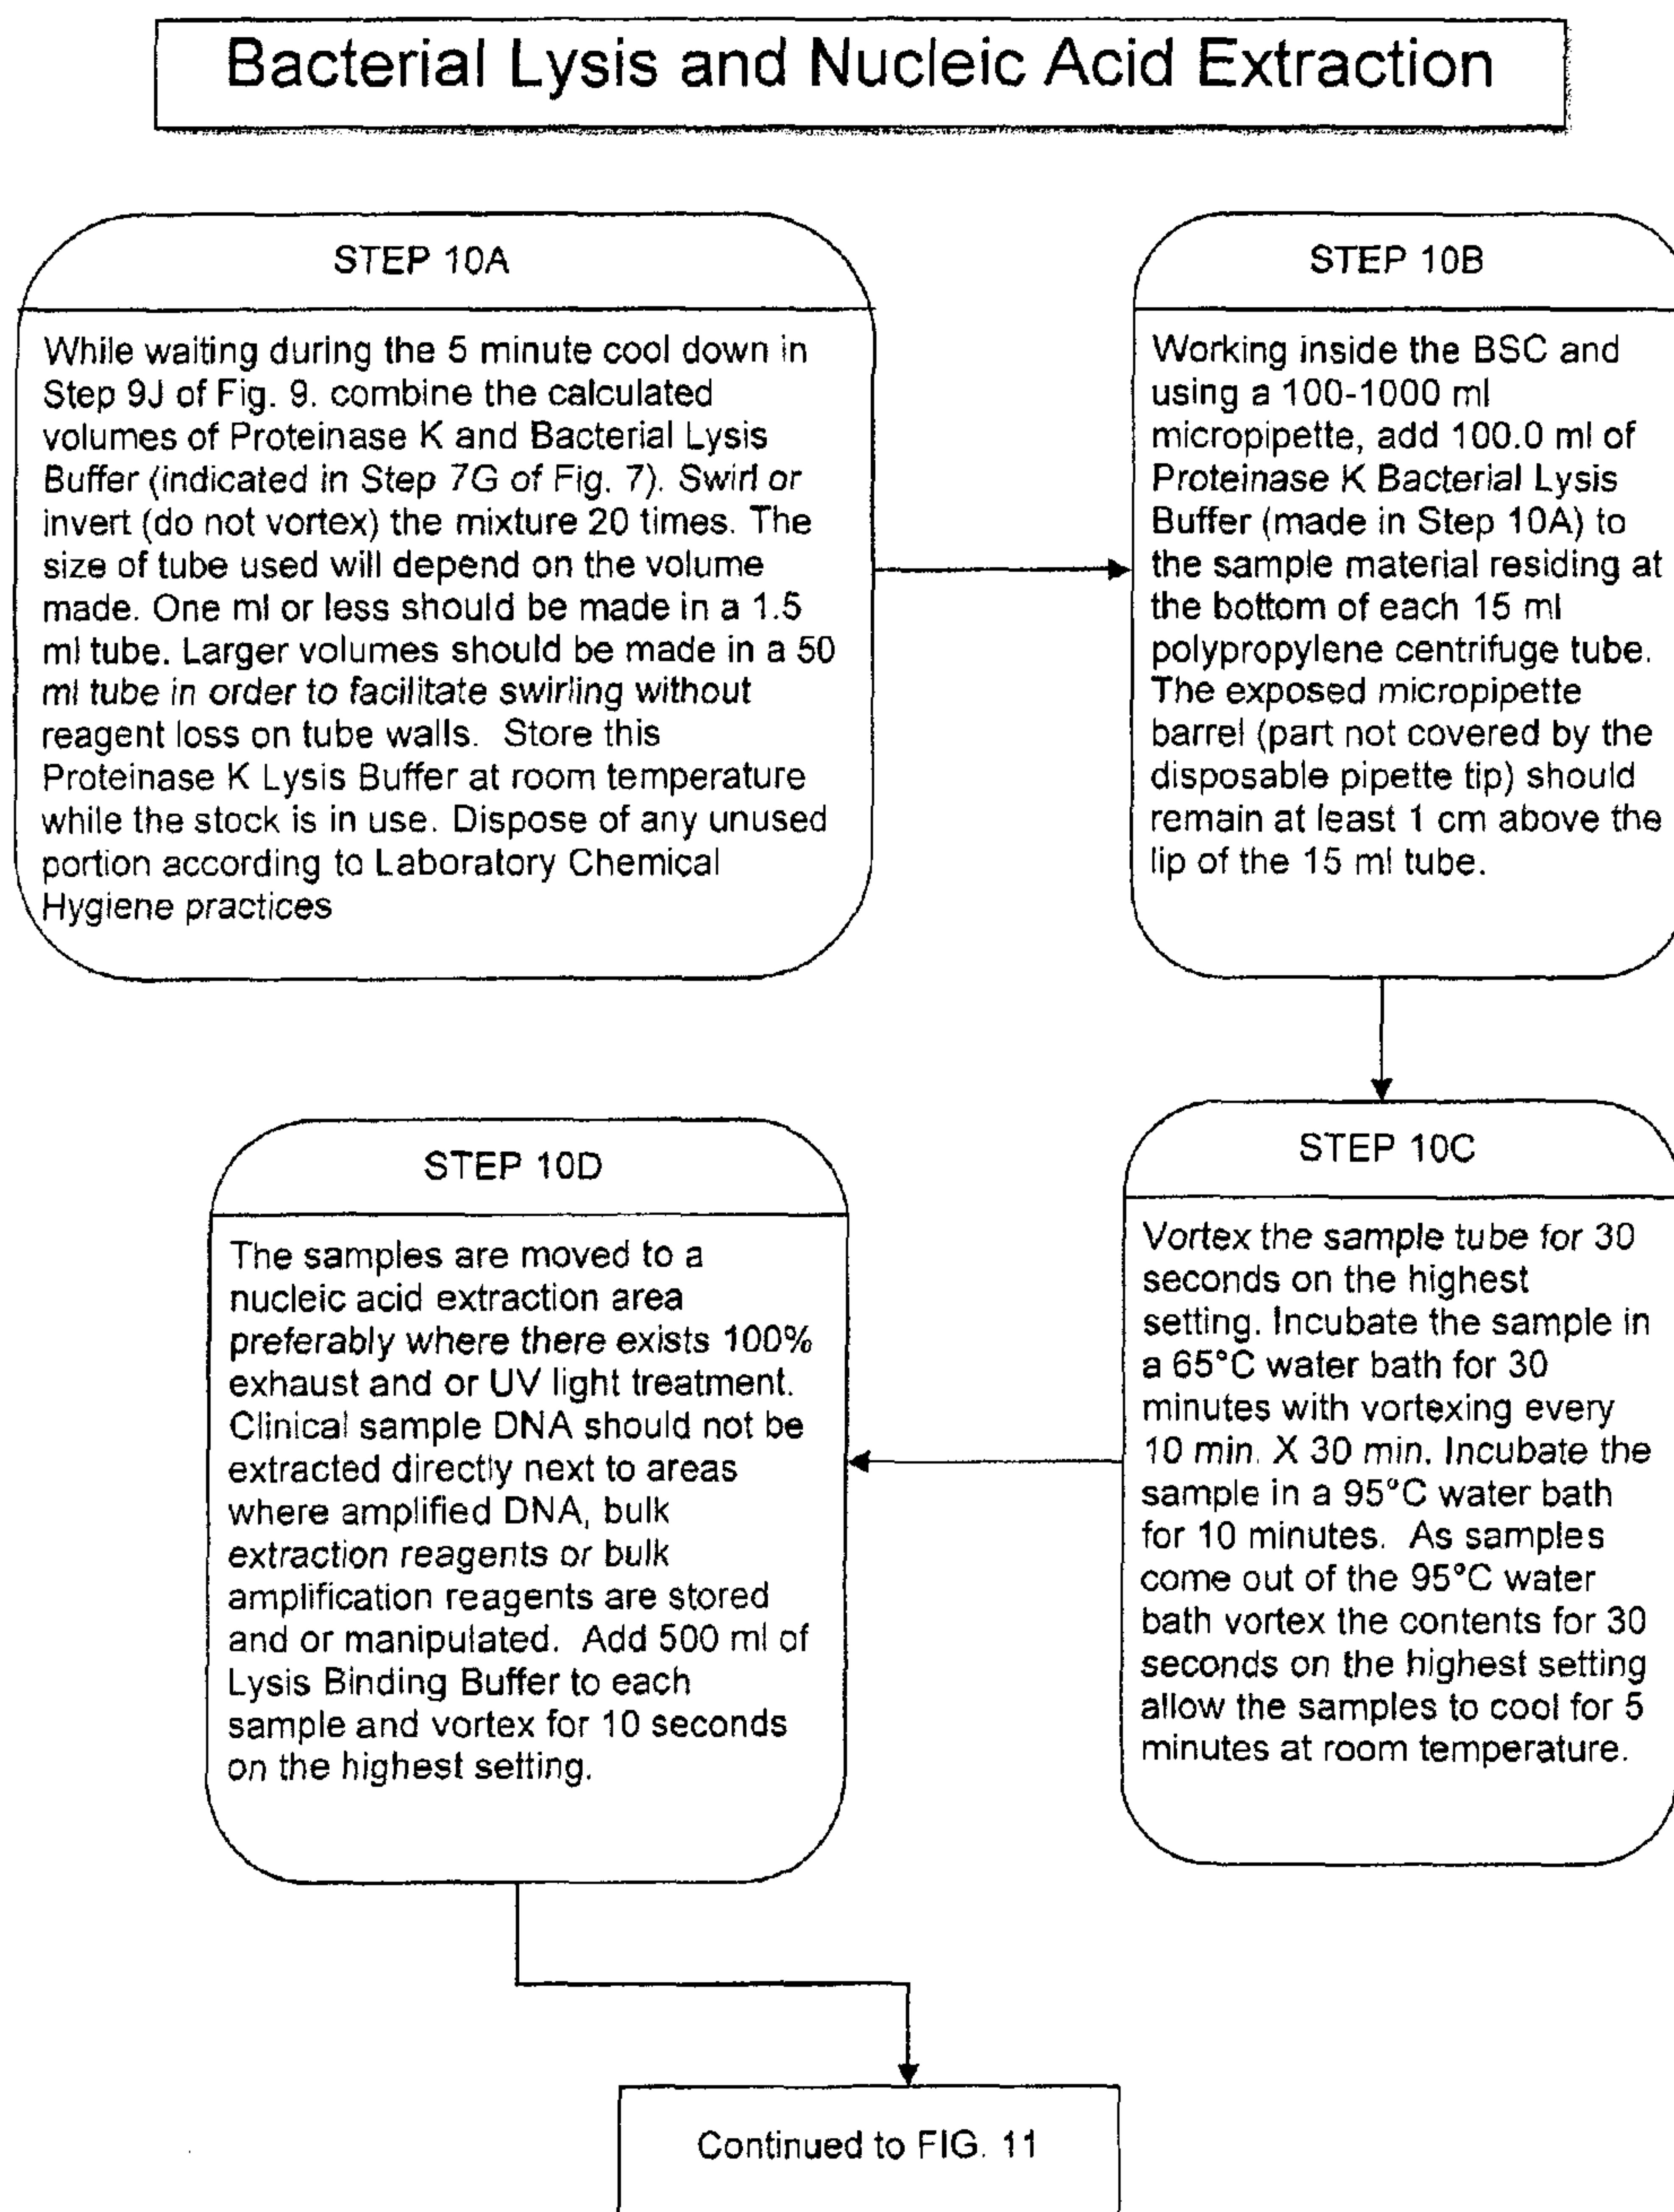 Bacterial Lysis and Nucleic Acid Extraction
STEP 10A
While waiting during the 5 minute cool down in
Step 9J of Fig. 9. combine the calculated
volumes of Proteinase K and Bacterial Lysis
Buffer (indicated in Step 7G of Fig. 7). Swirl or
invert (do not vortex) the mixture 20 times. The
size of tube used will depend on the volume
made. One ml or less should be made in a 1.5
ml tube. Larger volumes should be made in a 50
ml tube in order to facilitate swirling without
reagent loss on tube walls. Store this
Proteinase K Lysis Buffer at room temperature
while the stock is in use. Dispose of any unused
portion according to Laboratory Chemical
Hygiene practices
STEP 10B
Working inside the BSC and
using a 100-1000 ml
micropipette, add 100.0 ml of
Proteinase K Bacterial Lysis
Buffer (made in Step 10A) to
the sample material residing at
the bottom of each 15 ml
polypropylene centrifuge tube.
The exposed micropipette
barrel (part not covered by the
disposable pipette tip) should
remain at least 1 cm above the
lip of the 15 ml tube.
STEP 10C
Vortex the sample tube for 30
seconds on the highest
setting. Incubate the sample in
a 65°C water bath for 30
minutes with vortexing every
10 min. X 30 min. Incubate the
sample in a 95°C water bath
for 10 minutes. As samples
come out of the 95°C water
bath vortex the contents for 30
seconds on the highest setting
allow the samples to cool for 5
minutes at room temperature.
STEP 10D
The samples are moved to a
nucleic acid extraction area
preferably where there exists 100%
exhaust and or UV light treatment.
Clinical sample DNA should not be
extracted directly next to areas
where amplified DNA, bulk
extraction reagents or bulk
amplification reagents are stored
and or manipulated. Add 500 ml of
Lysis Binding Buffer to each
sample and vortex for 10 seconds
on the highest setting.
Continued to FIG. 11